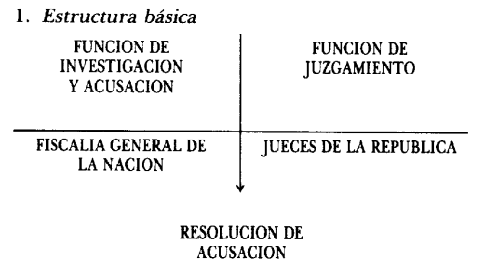 1. Estructura básica
FUNCION DE
INVESTIGACION
Y ACUSACION
FUNCION DE
JUZGAMIENTO
FISCALIA GENERAL DE
LA NACION
JUECES DE LA REPUBLICA
RESOLUCION DE
ACUSACION